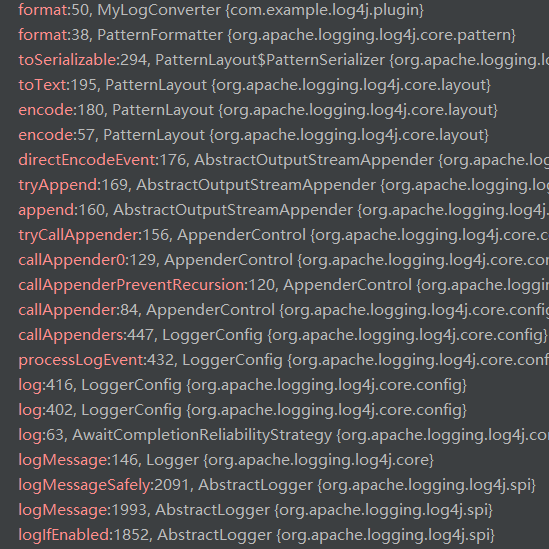 format:50, MyLogConverter {com.example.log4j.plugin}
format:38, PatternFormatter {org.apache.logging.log4j.core.pattern}
toSerializable:294, PatternLayout$PatternSerializer {org.apache.logging.l
toText:195, PatternLayout {org.apache.logging.log4j.core.layout}
encode:180, PatternLayout {org.apache.logging.log4j.core.layout}
encode:57, PatternLayout {org.apache.logging.log4j.core.layout}
directEncodeEvent:176, AbstractOutputStreamAppender {org.apache.lo
tryAppend:169, AbstractOutputStreamAppender {org.apache.logging.log
append:160, AbstractOutputStreamAppender {org.apache.logging.log4j.
tryCallAppender:156, AppenderControl {org.apache.logging.log4j.core.c
callAppender0:129, AppenderControl {org.apache.logging.log4j.core.con
callAppenderPreventRecursion:120, AppenderControl {org.apache.logg
callAppender:84, AppenderControl {org.apache.logging.log4j.core.config
callAppenders:447, LoggerConfig {org.apache.logging.log4j.core.config}
processLogEvent:432, LoggerConfig {org.apache.logging.log4j.core.conf
log:416, LoggerConfig {org.apache.logging.log4j.core.config}
log:402, LoggerConfig {org.apache.logging.log4j.core.config}
log:63, AwaitCompletionReliabilityStrategy {org.apache.logging.log4j.co
logMessage:146, Logger {org.apache.logging.log4j.core}
logMessageSafely:2091, AbstractLogger {org.apache.logging.log4j.spi}
logMessage:1993, AbstractLogger {org.apache.logging.log4j.spi}
logIfEnabled:1852, AbstractLogger {org.apache.logging.log4j.spi}